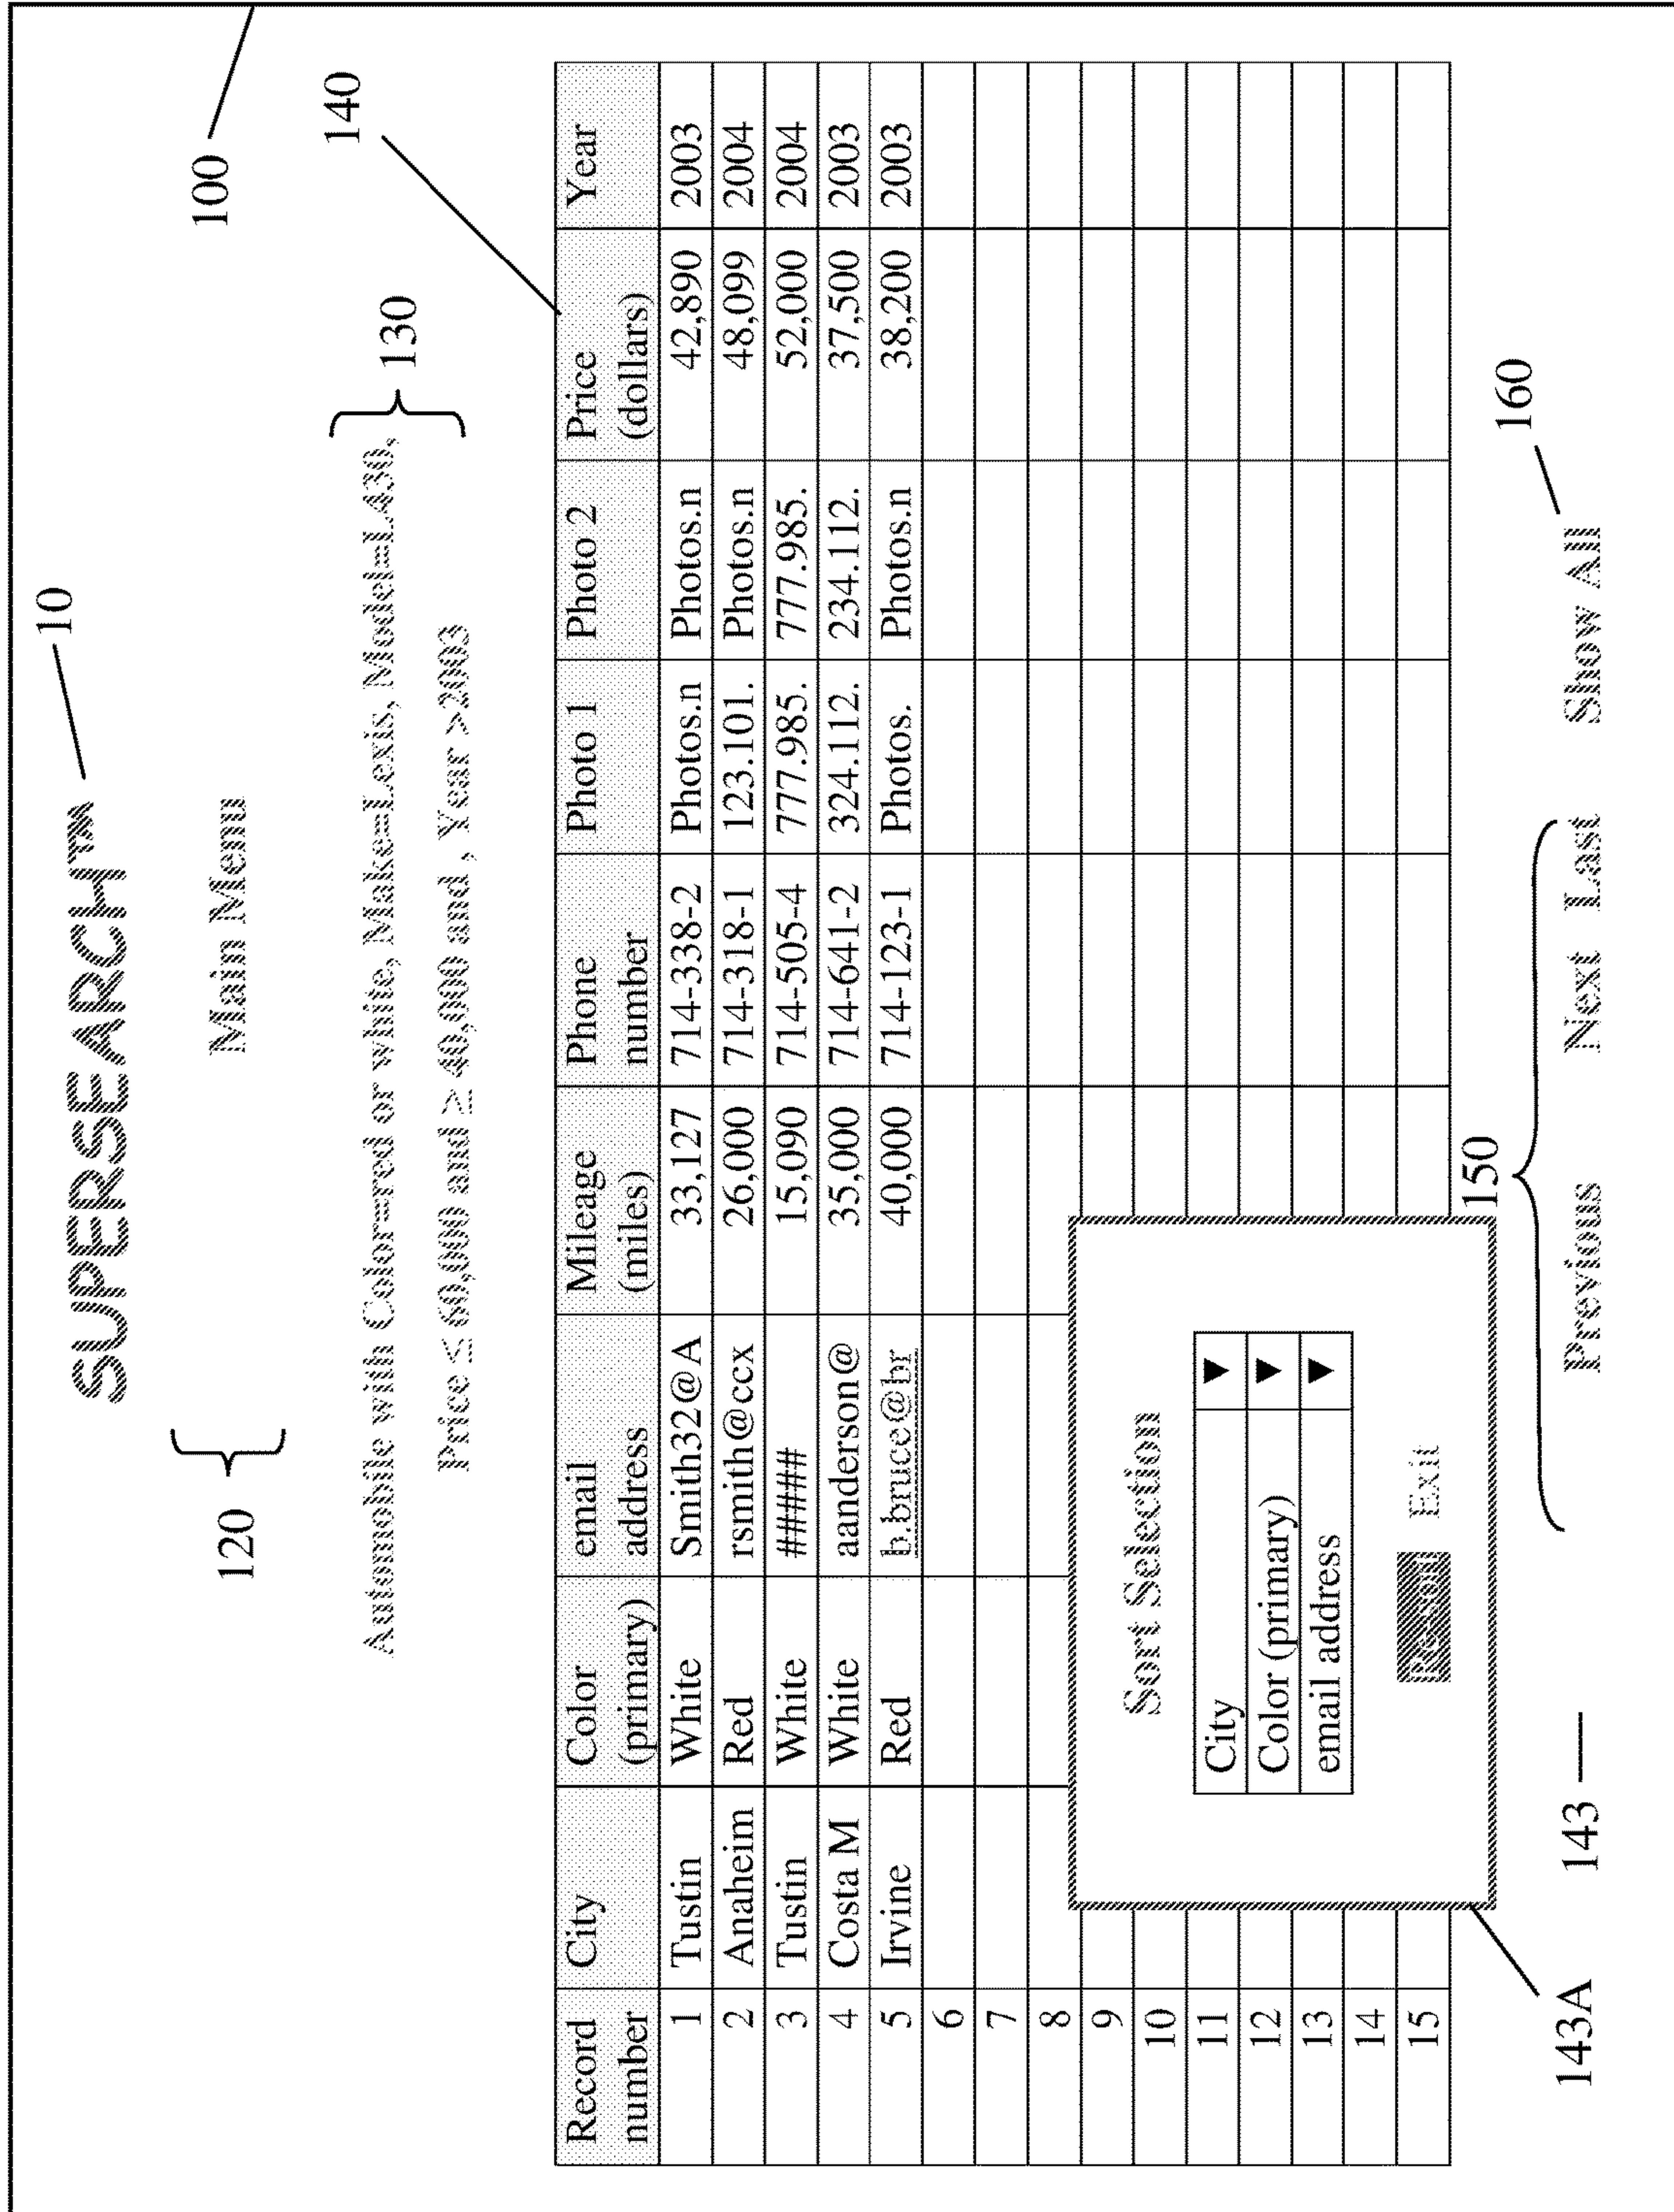 SUPERSEARCH™ 10
120 Main Menu 100
Automobile with Color=red or white, Make=Lexis, Model=L430,
Price ≤ 60,000 and ≥ 40,000 and , Year >2003
130
140
Record number City Color (primary) email address Mileage (miles) Phone number Photo 1 Photo 2 Price (dollars) Year
1 Tustin White Smith32@A 33,127 714-338-2 Photos.n Photos.n 42,890 2003
2 Anaheim Red rsmith@ccx 26,000 714-318-1 123.101. Photos.n 48,099 2004
3 Tustin White ##### 15,090 714-505-4 777.985. 777.985. 52,000 2004
4 Costa M White aanderson@ 35,000 714-641-2 324.112. 234.112. 37,500 2003
5 Irvine Red b.bruce@br 40,000 714-123-1 Photos. Photos.n 38,200 2003
6
7
8
9
10
11
12
13
14
15
Sort Selection
City ▼
Color (primary) ▼
email address ▼
Re-sort Exit
143A 143 150 160
Previous Next Last Show All